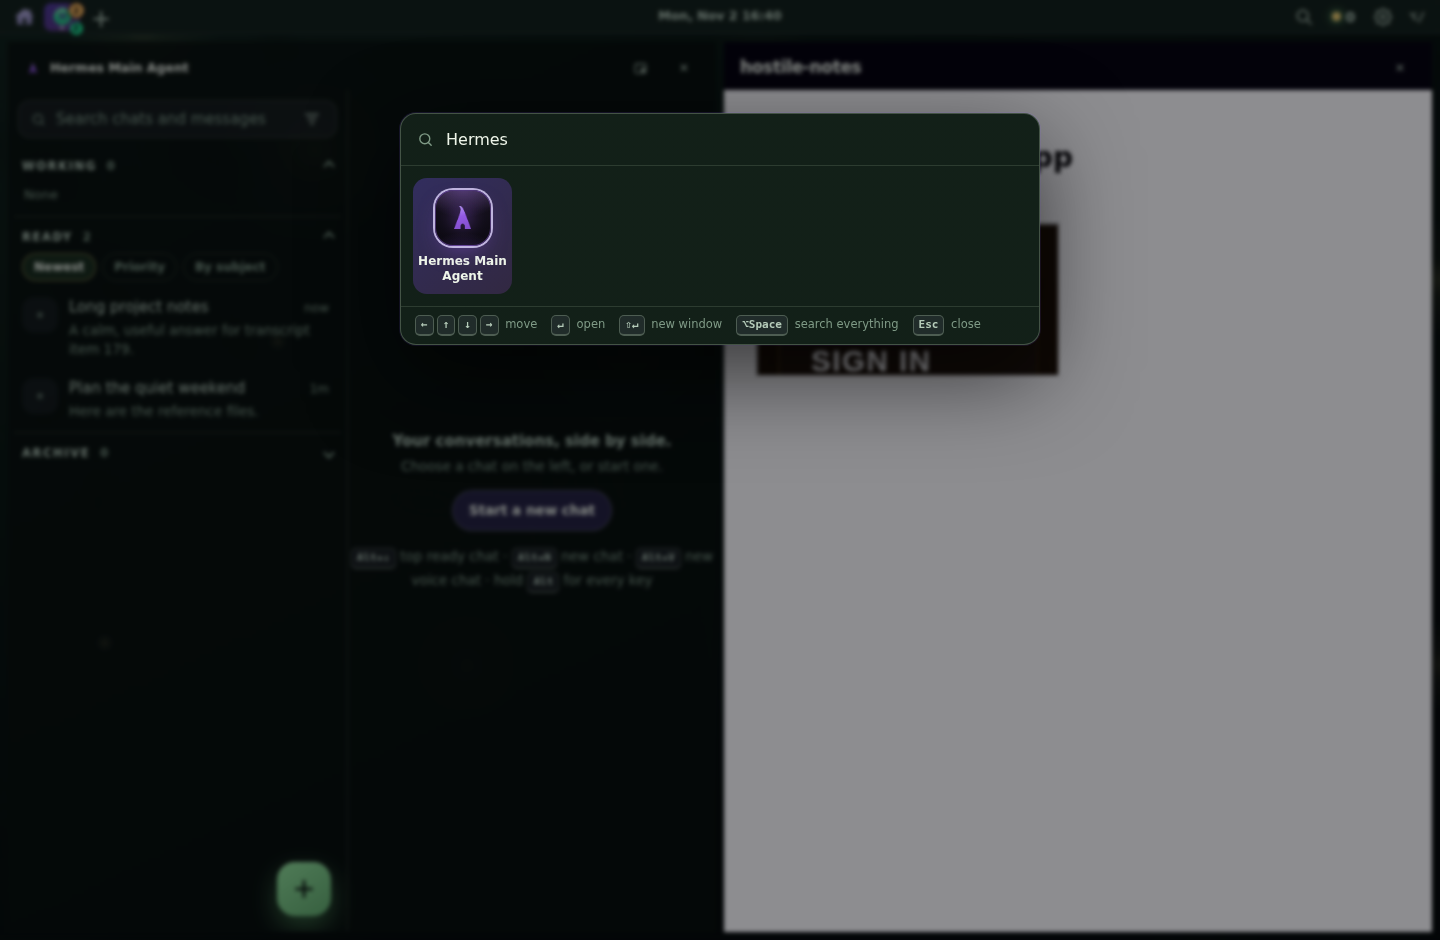 Mon, Nov 2 16:40
Hermes Main Agent
hostile-notes
Search chats and messages
Hermes
WORKING 0
None
READY 2
Newest
Priority
By subject
Long project notes
now
A calm, useful answer for transcript
item 179.
Plan the quiet weekend
1m
Here are the reference files.
ARCHIVE 0
Hermes Main
Agent
← ↑ ↓ → move
↵ open
⇧↵ new window
⌥Space search everything
Esc close
SIGN IN
Your conversations, side by side.
Choose a chat on the left, or start one.
Start a new chat
top ready chat · Alt+N new chat · Alt+V new
voice chat · hold Alt for every key